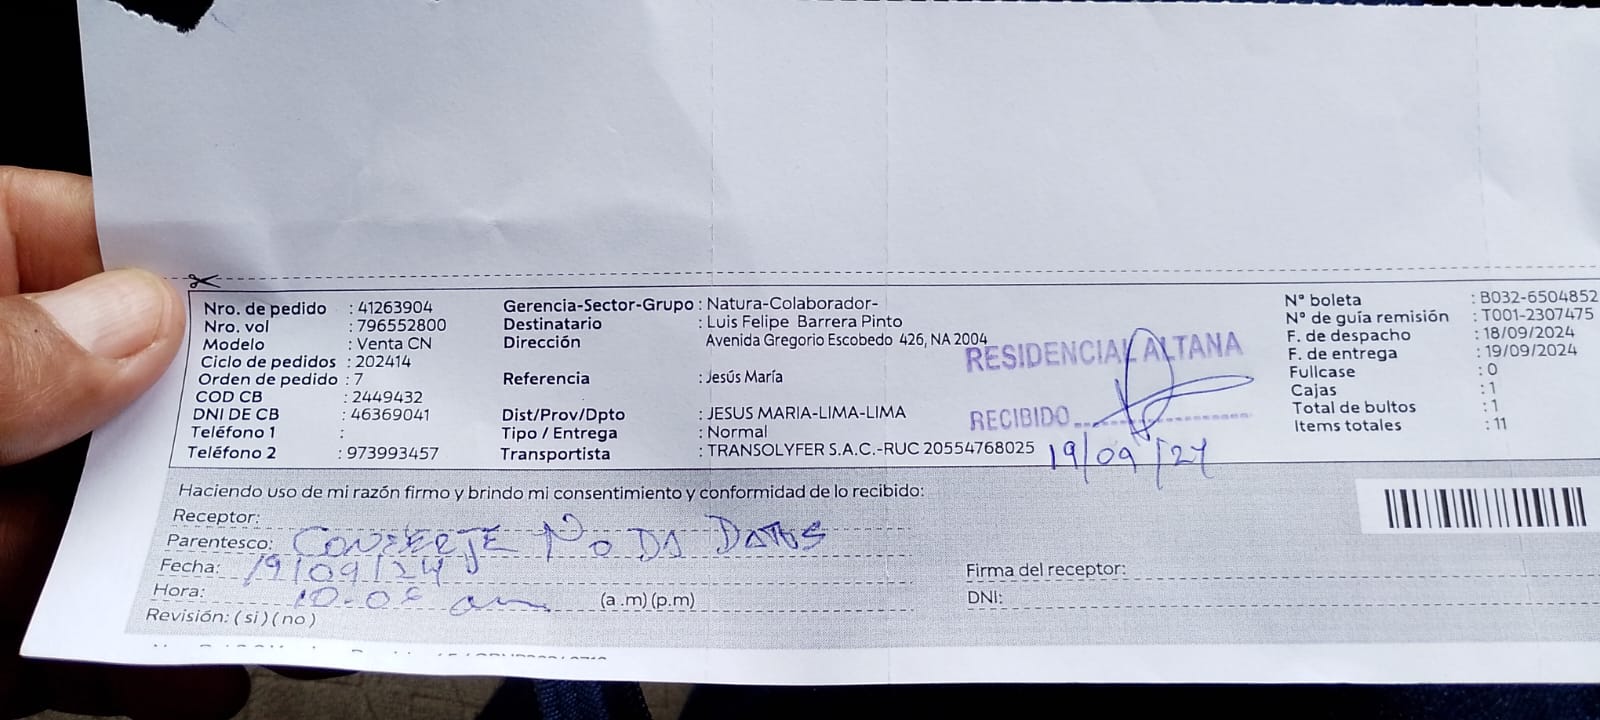 Nro. de pedido : 41263904
Nro. vol : 796552800
Modelo : Venta CN
Ciclo de pedidos : 202414
Orden de pedido : 7
COD CB : 2449432
DNI DE CB : 46369041
Teléfono 1 :
Teléfono 2 : 973993457
Gerencia-Sector-Grupo : Natura-Colaborador-
Destinatario : Luis Felipe Barrera Pinto
Dirección : Avenida Gregorio Escobedo 426, NA 2004
Referencia : Jesús María
Dist/Prov/Dpto : JESUS MARIA-LIMA-LIMA
Tipo / Entrega : Normal
Transportista : TRANSOLYFER S.A.C.-RUC 20554768025
RESIDENCIAL ALTANA
RECIBIDO
19/09/24
N° boleta : B032-6504852
N° de guía remisión : T001-2307475
F. de despacho : 18/09/2024
F. de entrega : 19/09/2024
Fullcase : 0
Cajas : 1
Total de bultos : 1
Items totales : 11
Haciendo uso de mi razón firmo y brindo mi consentimiento y conformidad de lo recibido:
Receptor:
Parentesco: CONSERJE NO DA DATOS
Fecha: 19/09/24
Hora: am (a.m) (p.m)
Revisión: ( si ) ( no )
Firma del receptor:
DNI: